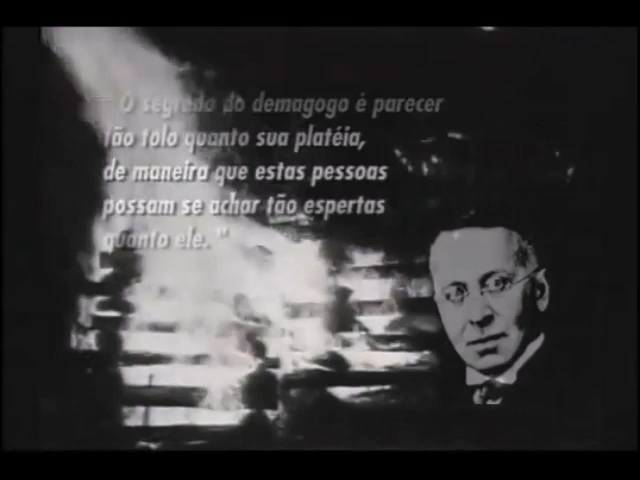 "O segredo do demagogo é parecer
tão tolo quanto sua platéia,
de maneira que estas pessoas
possam se achar tão espertas
quanto ele."